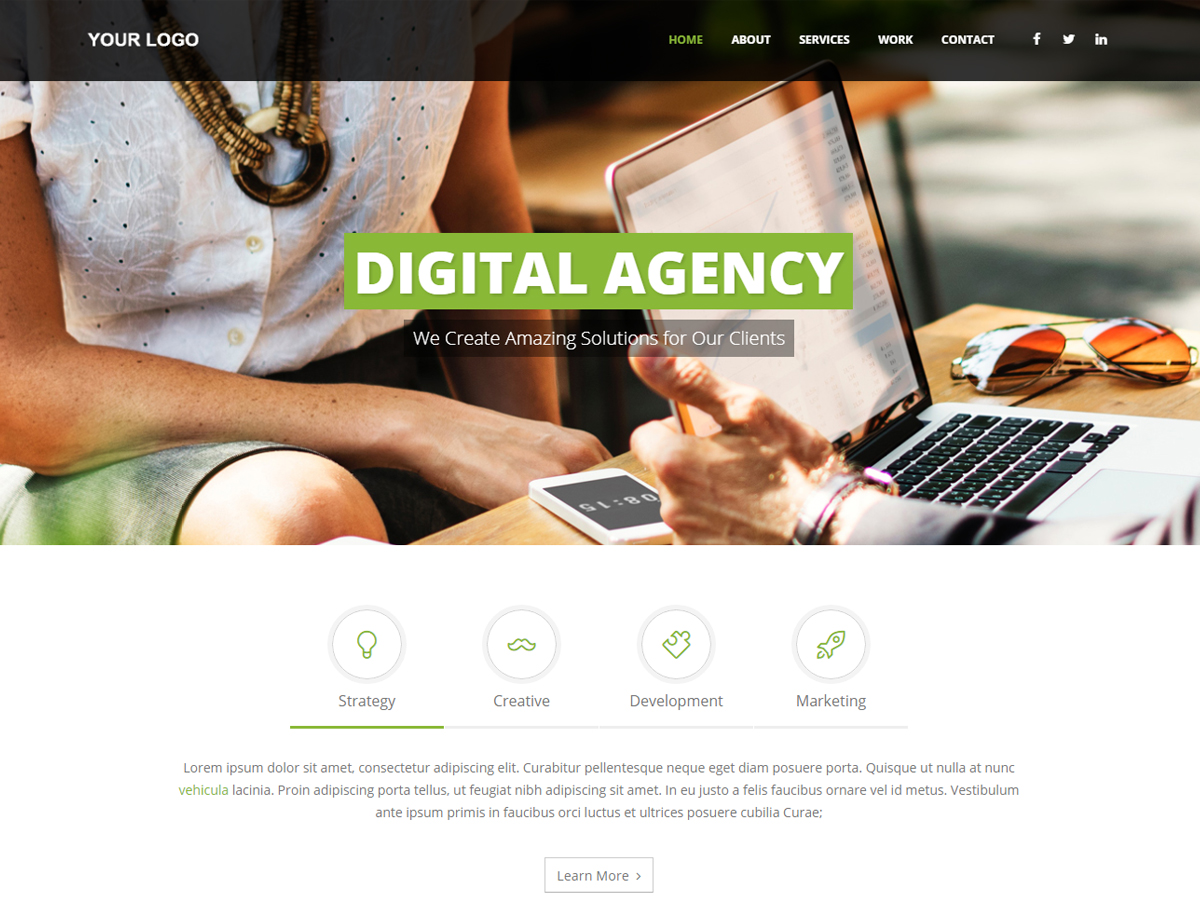 YOUR LOGO
HOME ABOUT SERVICES WORK CONTACT
DIGITAL AGENCY
We Create Amazing Solutions for Our Clients
08:15
Strategy Creative Development Marketing
Lorem ipsum dolor sit amet, consectetur adipiscing elit. Curabitur pellentesque neque eget diam posuere porta. Quisque ut nulla at nunc
vehicula lacinia. Proin adipiscing porta tellus, ut feugiat nibh adipiscing sit amet. In eu justo a felis faucibus ornare vel id metus. Vestibulum
ante ipsum primis in faucibus orci luctus et ultrices posuere cubilia Curae;
Learn More